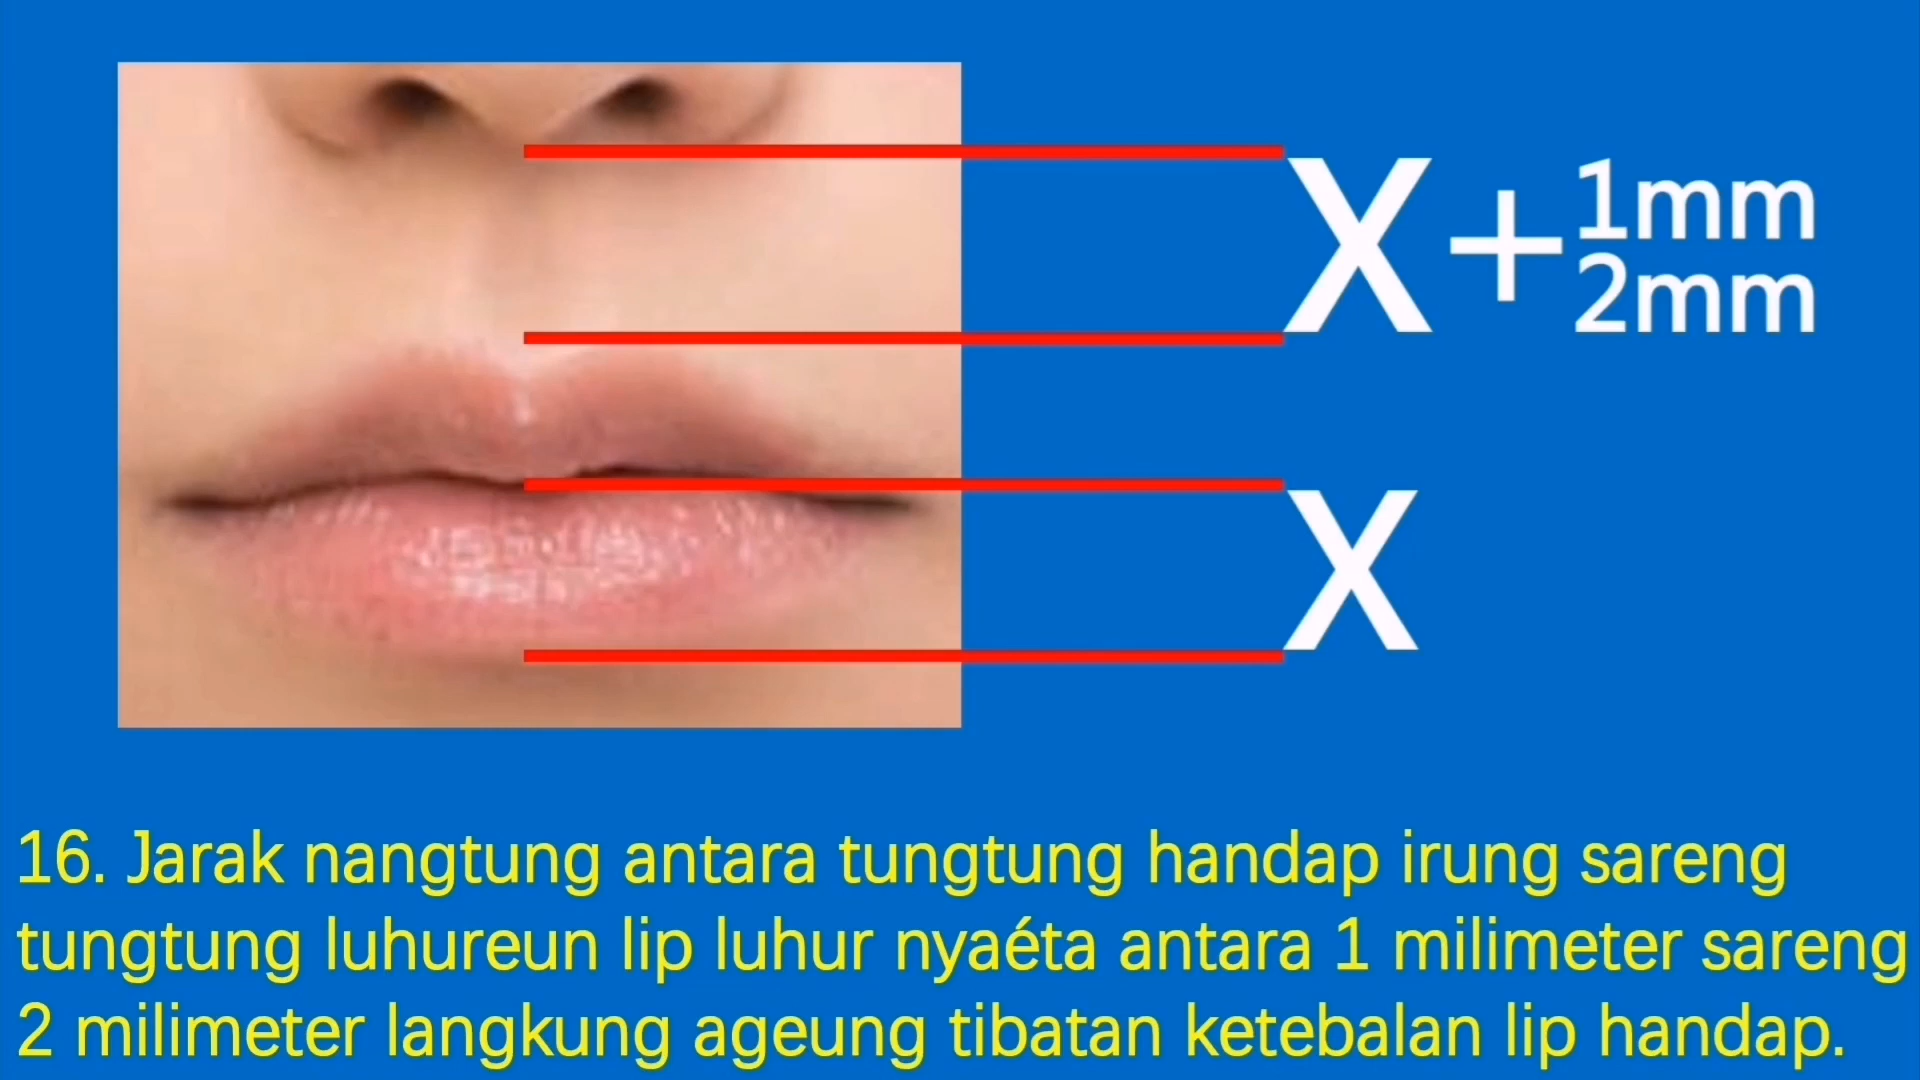 X+1mm
2mm
X
16. Jarak nangtung antara tungtung handap irung sareng
tungtung luhureun lip luhur nyaéta antara 1 milimeter sareng
2 milimeter langkung ageung tibatan ketebalan lip handap.